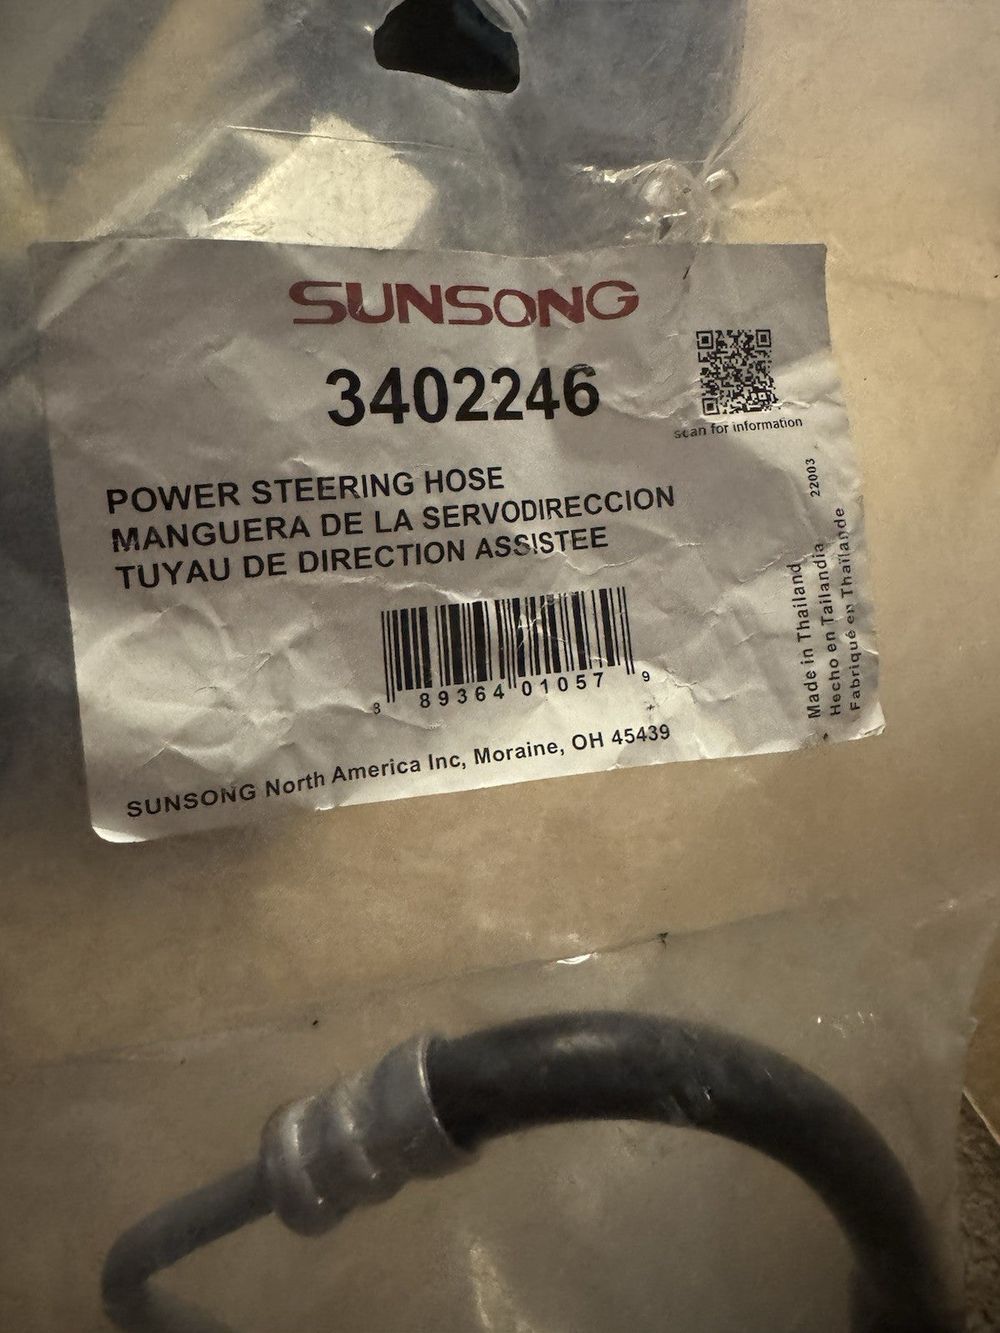 SUNSONG
3402246
scan for information
POWER STEERING HOSE
MANGUERA DE LA SERVODIRECCION
TUYAU DE DIRECTION ASSISTEE
8 89364 01057 9
SUNSONG North America Inc, Moraine, OH 45439
Made in Thailand 22003
Hecho en Tailandia
Fabriqué en Thaïlande